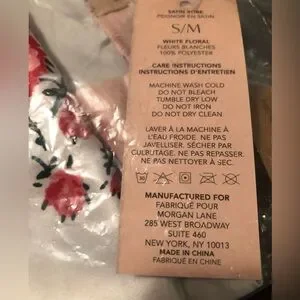 SATIN ROBE
PEIGNOIR EN SATIN
S/M
WHITE FLORAL
FLEURS BLANCHES
100% POLYESTER
CARE INSTRUCTIONS
INSTRUCTIONS D'ENTRETIEN
MACHINE WASH COLD
DO NOT BLEACH
TUMBLE DRY LOW
DO NOT IRON
DO NOT DRY CLEAN
LAVER À LA MACHINE À
L'EAU FROIDE. NE PAS
JAVELLISER. SÉCHER PAR
CULBUTAGE. NE PAS REPASSER.
NE PAS NETTOYER À SEC.
30
MANUFACTURED FOR
FABRIQUÉ POUR
MORGAN LANE
285 WEST BROADWAY
SUITE 460
NEW YORK, NY 10013
MADE IN CHINA
FABRIQUÉ EN CHINE